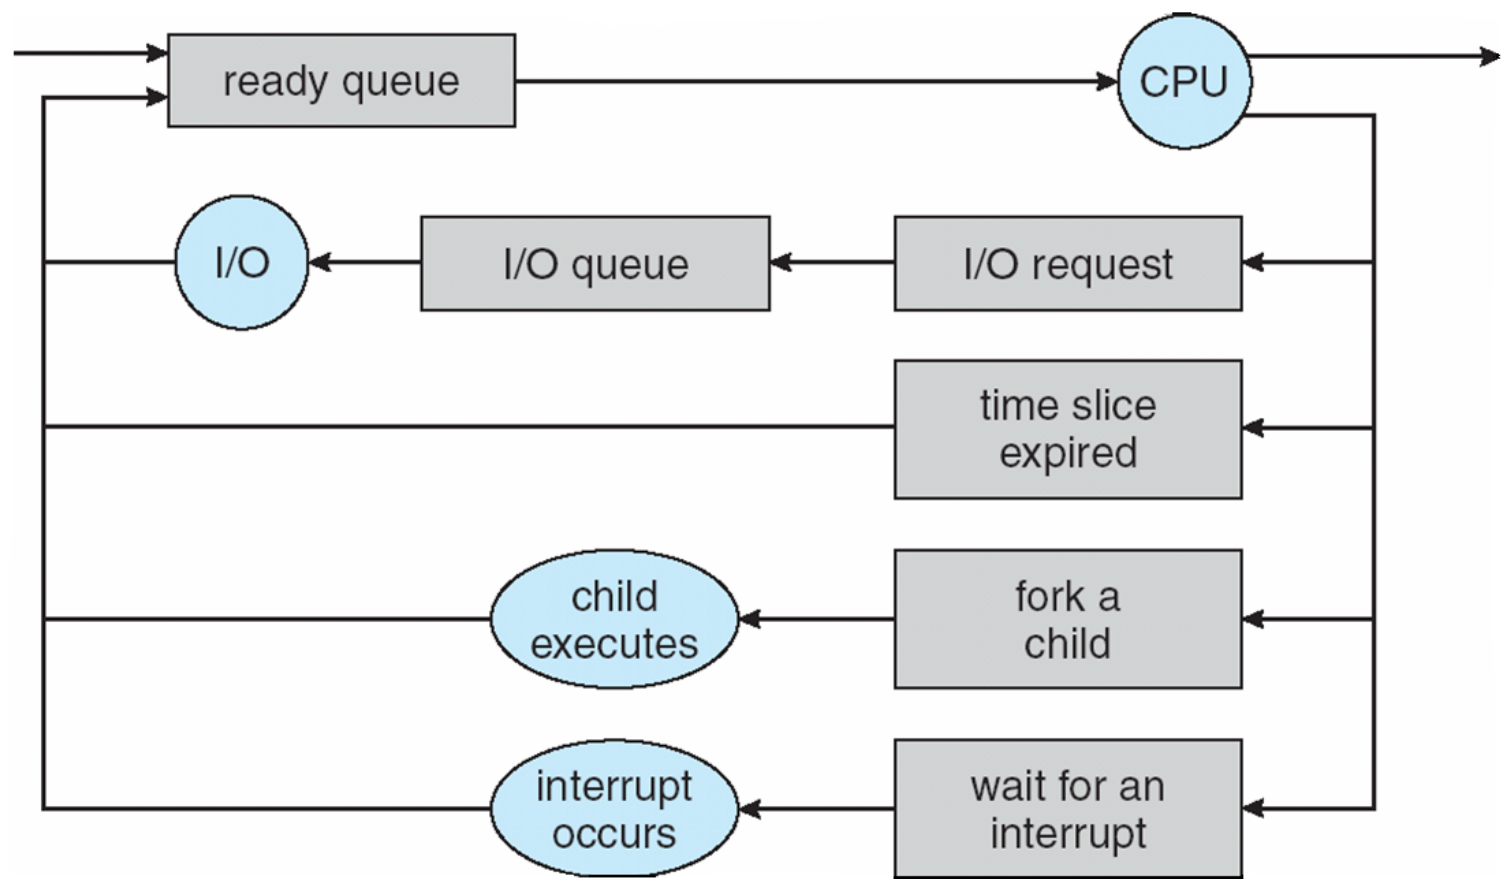 ready queue
CPU
I/O
I/O queue
I/O request
time slice
expired
child
executes
fork a
child
interrupt
occurs
wait for an
interrupt